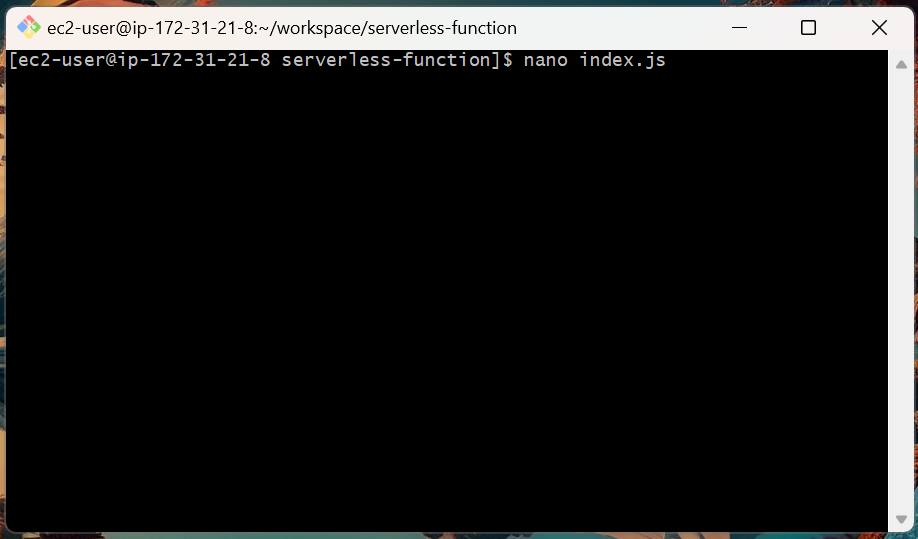 ec2-user@ip-172-31-21-8:~/workspace/serverless-function
[ec2-user@ip-172-31-21-8 serverless-function]$ nano index.js